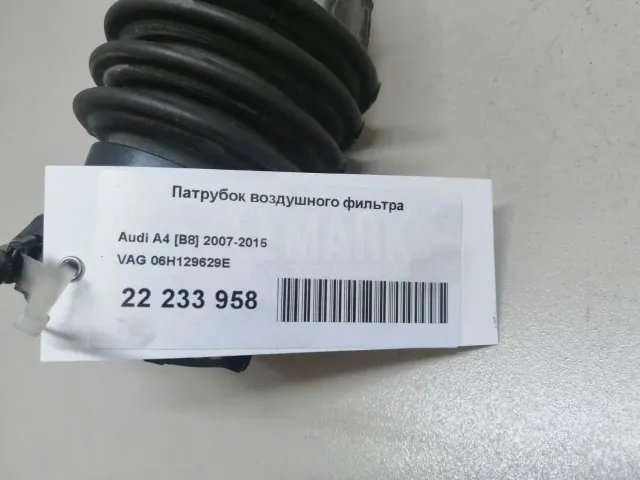 Патрубок воздушного фильтра
Audi A4 [B8] 2007-2015
VAG 06H129629E
22 233 958